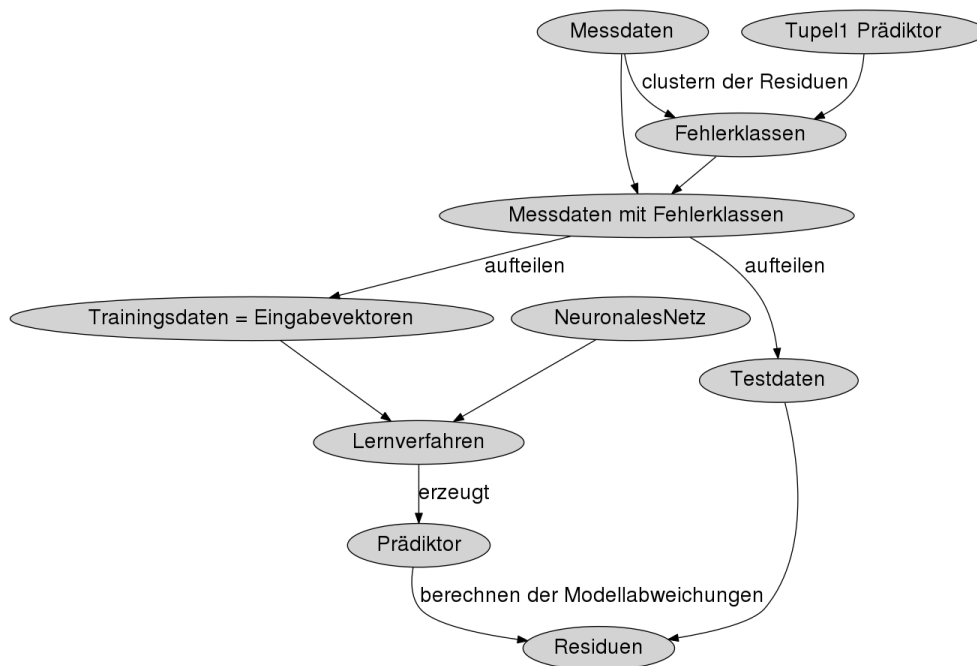 Messdaten
Tupel1 Prädiktor
clustern der Residuen
Fehlerklassen
Messdaten mit Fehlerklassen
aufteilen
aufteilen
Trainingsdaten = Eingabevektoren
NeuronalesNetz
Testdaten
Lernverfahren
erzeugt
Prädiktor
berechnen der Modellabweichungen
Residuen